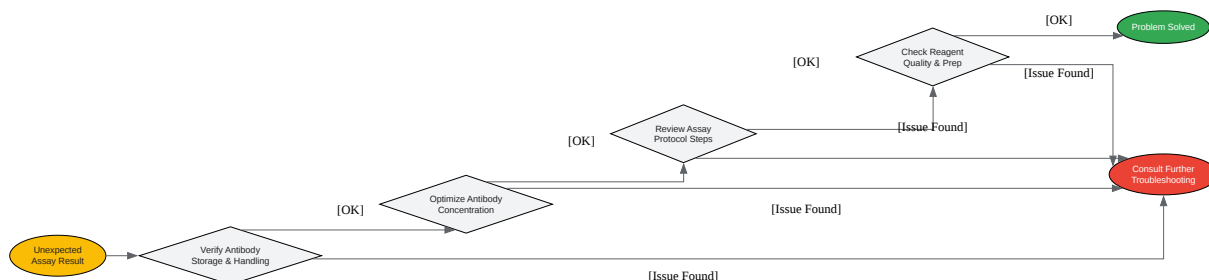 [OK]
Problem Solved
Check Reagent
Quality & Prep
[OK]
[Issue Found]
Review Assay
Protocol Steps
[Issue Found]
[OK]
Consult Further
Troubleshooting
Optimize Antibody
Concentration
[OK]
[Issue Found]
Unexpected
Assay Result
Verify Antibody
Storage & Handling
[Issue Found]